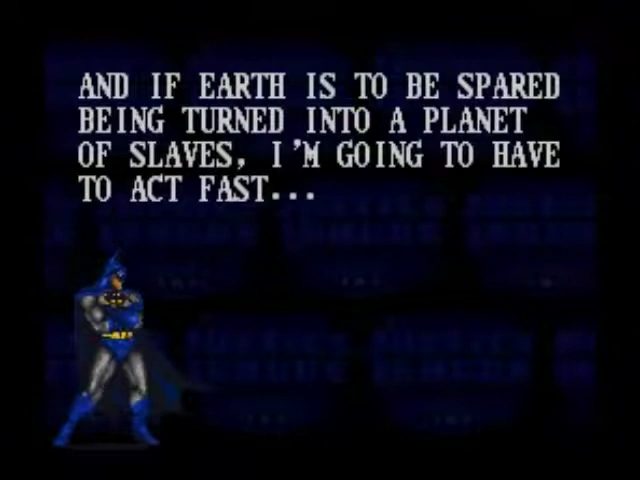 AND IF EARTH IS TO BE SPARED
BEING TURNED INTO A PLANET
OF SLAVES, I'M GOING TO HAVE
TO ACT FAST...